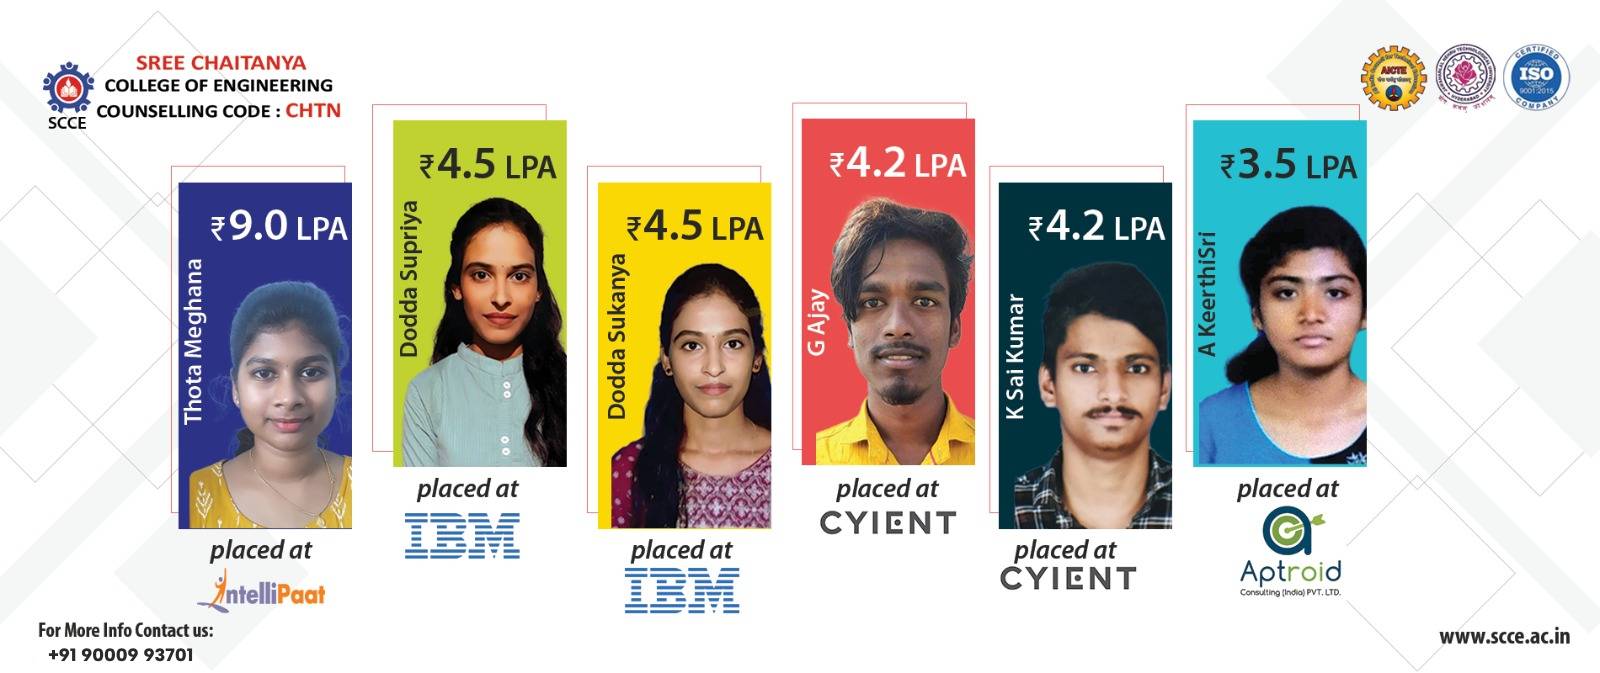 SREE CHAITANYA
COLLEGE OF ENGINEERING
COUNSELLING CODE : CHTN
SCCE
AICTE
CERTIFIED
ISO
9001:2015
COMPANY
₹9.0 LPA
Thota Meghana
placed at
intelliPaat
₹4.5 LPA
Dodda Supriya
placed at
IBM
₹4.5 LPA
Dodda Sukanya
placed at
IBM
₹4.2 LPA
G Ajay
placed at
CYIENT
₹4.2 LPA
K Sai Kumar
placed at
CYIENT
₹3.5 LPA
A KeerthiSri
placed at
Aptroid
Consulting (India) PVT. LTD.
For More Info Contact us:
+91 90009 93701
www.scce.ac.in